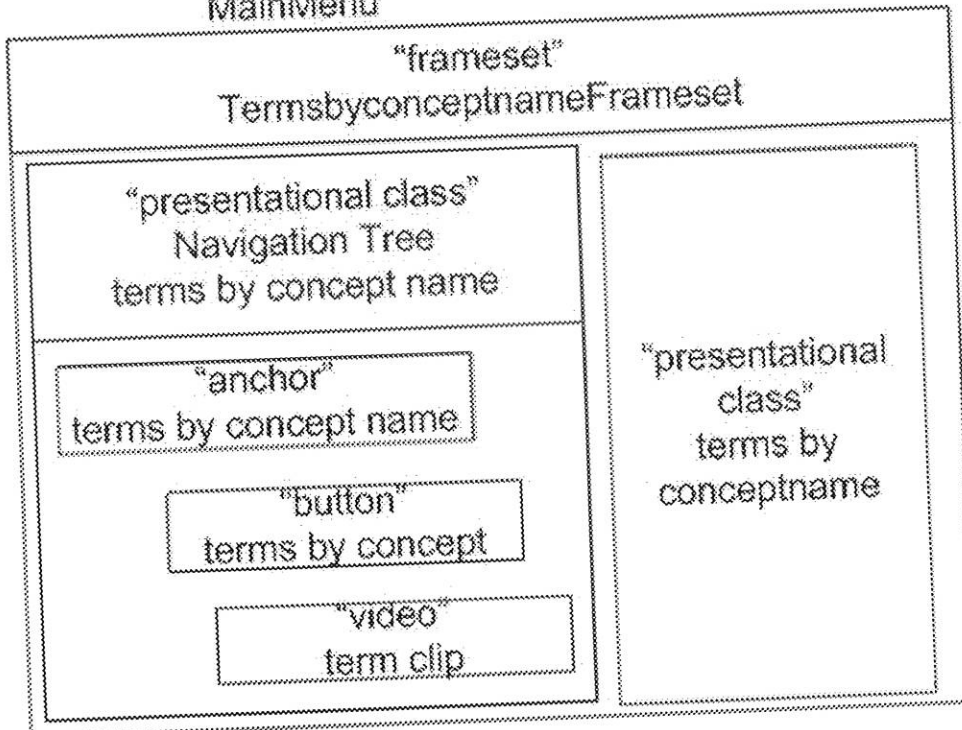 MainMenu
“frameset”
TermsbyconceptnameFrameset
“presentational class”
Navigation Tree
terms by concept name
“anchor”
terms by concept name
“button”
terms by concept
“video”
term clip
“presentational
class”
terms by
conceptname